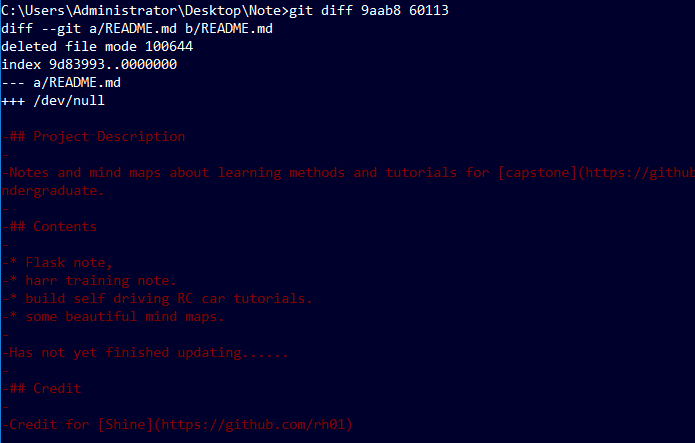 C:\Users\Administrator\Desktop\Note>git diff 9aab8 60113
diff --git a/README.md b/README.md
deleted file mode 100644
index 9d83993..0000000
--- a/README.md
+++ /dev/null
-## Project Description
-
-Notes and mind maps about learning methods and tutorials for [capstone](https://github
ndergraduate.
-
-## Contents
-
-* Flask note,
-* harr training note.
-* build self driving RC car tutorials.
-* some beautiful mind maps.
-
-Has not yet finished updating......
-
-## Credit
-
-Credit for [Shine](https://github.com/rh01)